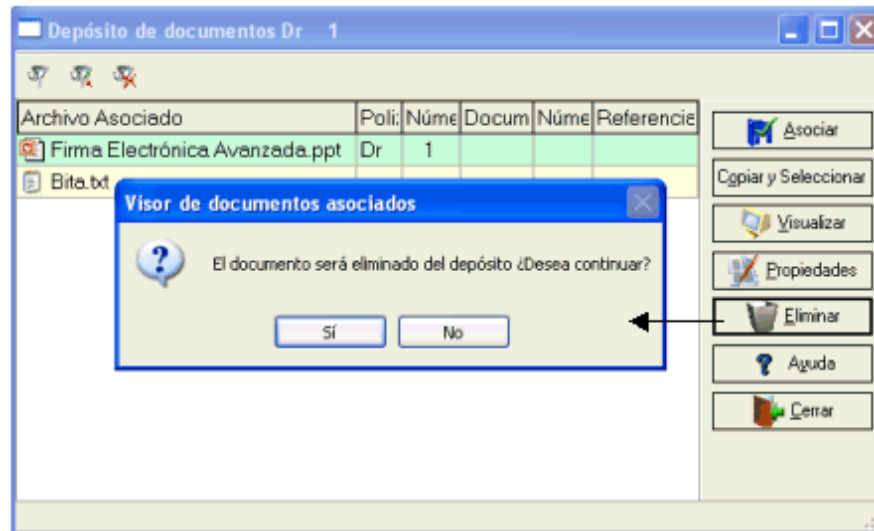 Depósito de documentos Dr 1
Archivo Asociado Poli: Núme Docum Núme Referencie
Firma Electrónica Avanzada.ppt Dr 1
Bita.txt
Visor de documentos asociados
El documento será eliminado del depósito ¿Desea continuar?
Sí No
Asociar
Copiar y Seleccionar
Visualizar
Propiedades
Eliminar
Ayuda
Cerrar